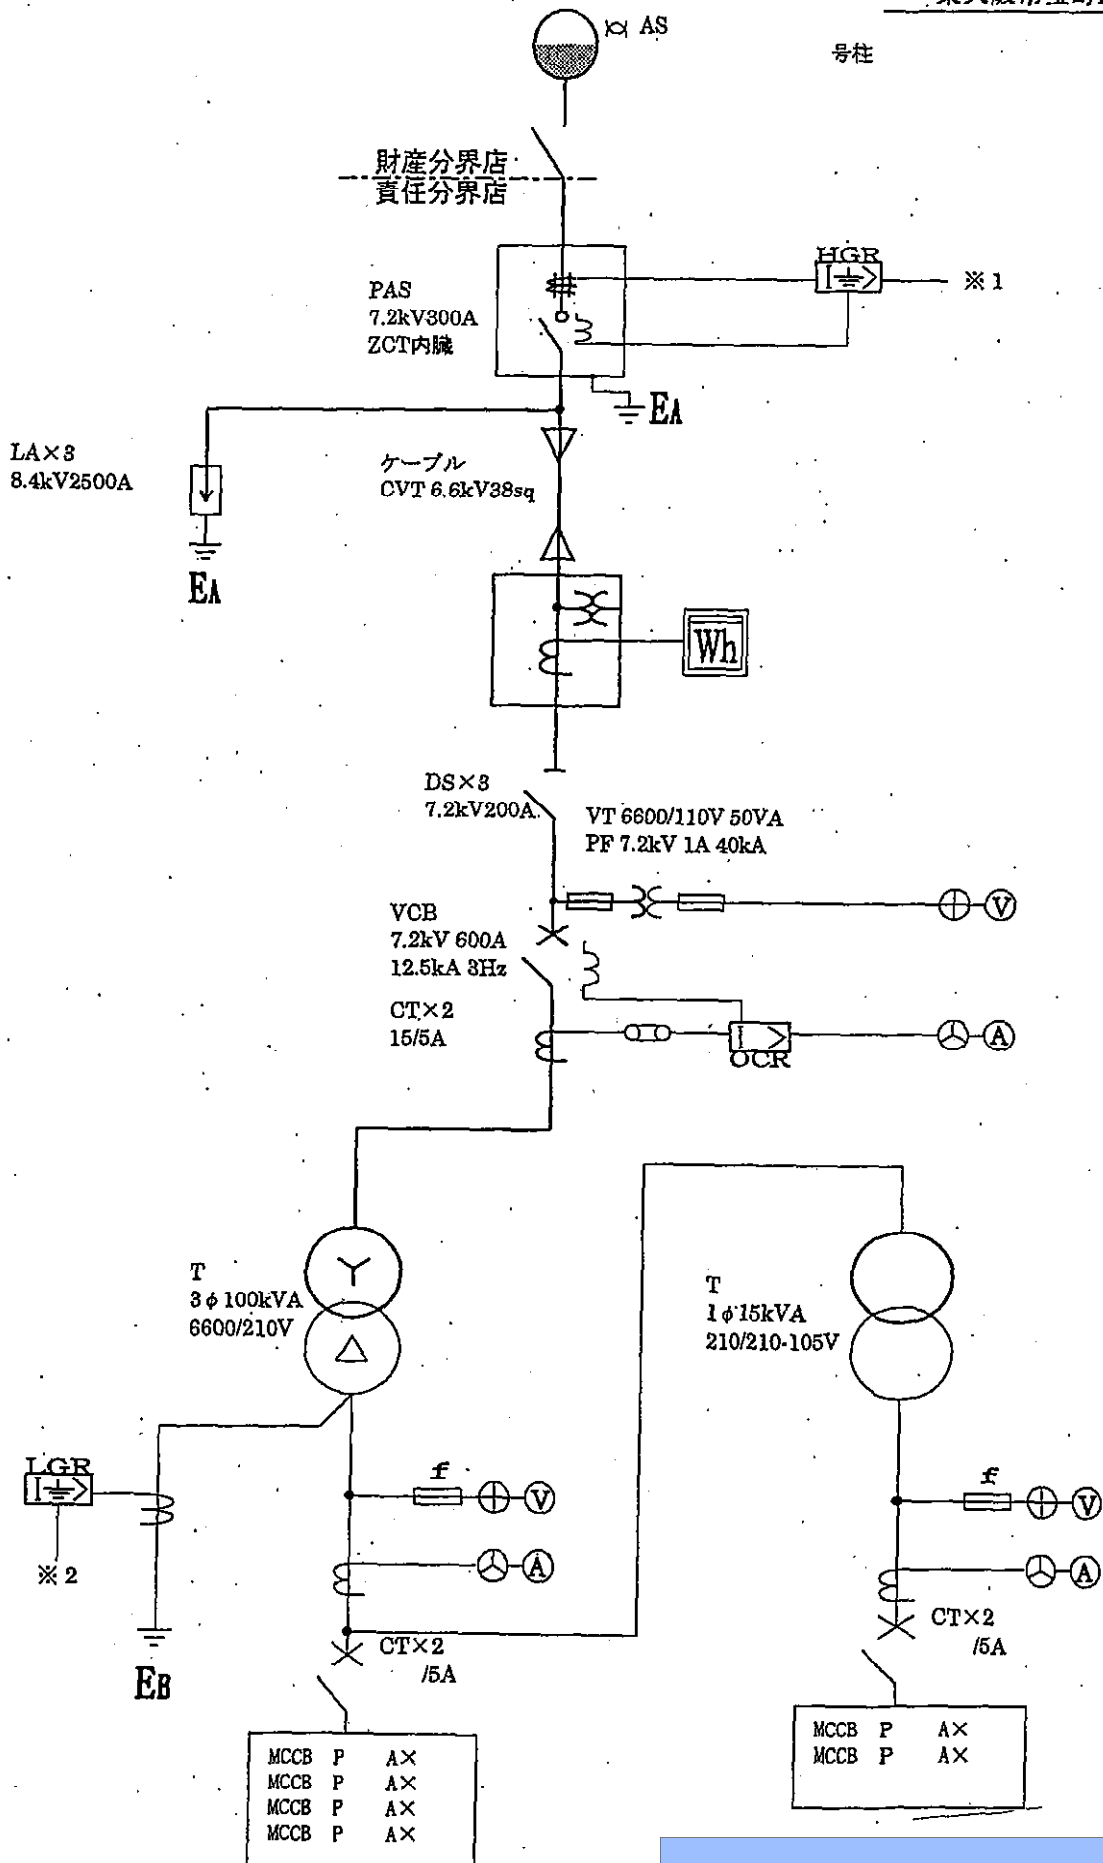 AS
号柱
財産分界店
責任分界店
HGR
I
※1
PAS
7.2kV300A
ZCT内臓
EA
LA×3
8.4kV2500A
EA
ケーブル
CVT 6.6kV38sq
Wh
DS×3
7.2kV200A
VT 6600/110V 50VA
PF 7.2kV 1A 40kA
V
VCB
7.2kV 600A
12.5kA 3Hz
CT×2
15/5A
I
OCR
A
T
3φ100kVA
6600/210V
T
1φ15kVA
210/210-105V
LGR
I
※2
f
V
A
f
V
A
CT×2
/5A
CT×2
/5A
EB
MCCB P A×
MCCB P A×
MCCB P A×
MCCB P A×
MCCB P A×
MCCB P A×